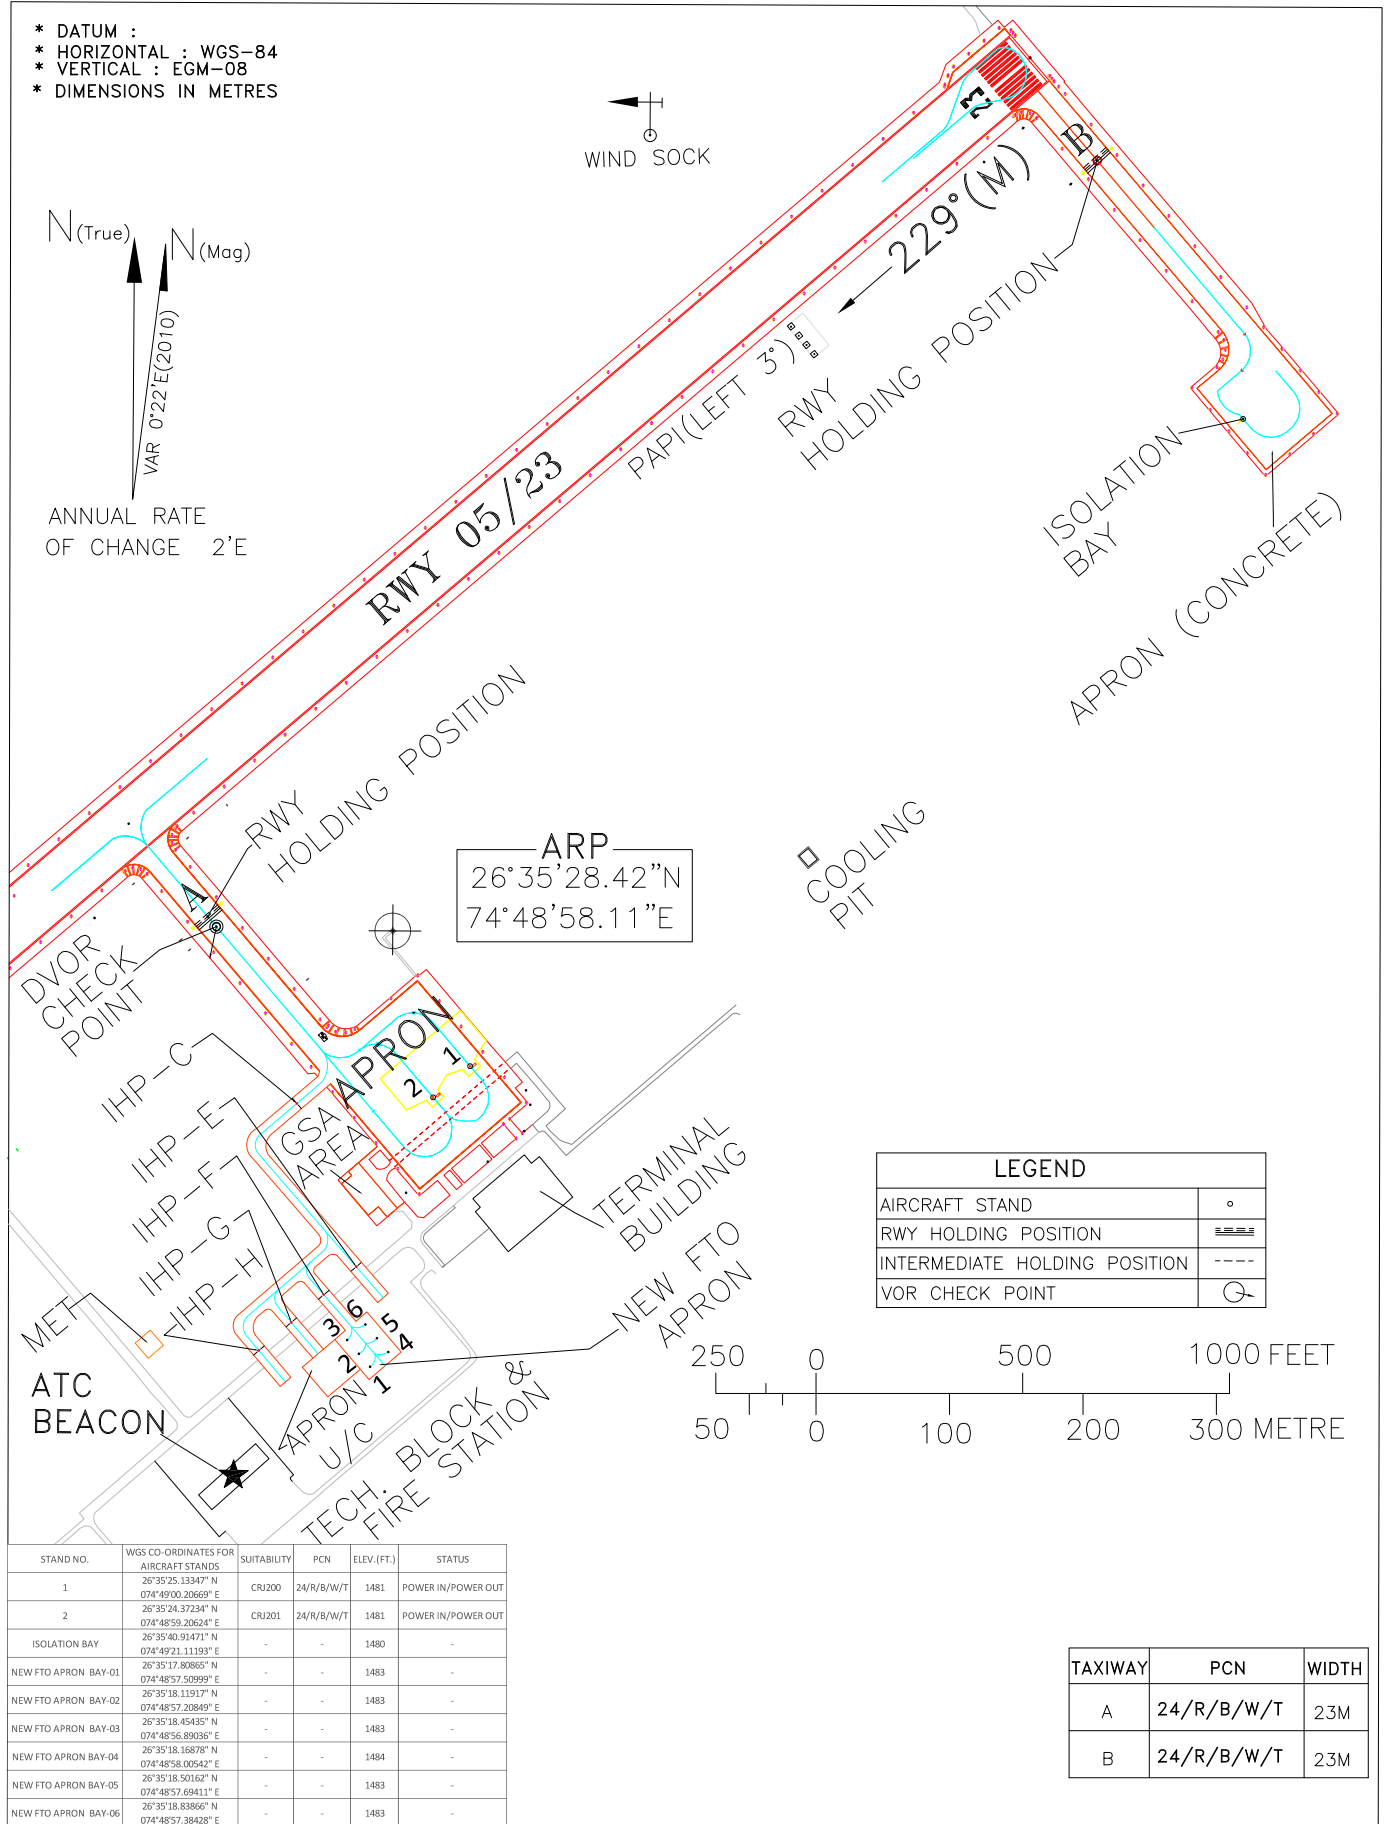 * DATUM :
* HORIZONTAL : WGS-84
* VERTICAL : EGM-08
* DIMENSIONS IN METRES
WIND SOCK
N(True)
N(Mag)
VAR 0°22'E(2010)
ANNUAL RATE
OF CHANGE 2'E
23
B
229°(M)
RWY
HOLDING POSITION
PAPI(LEFT 3°)
RWY 05/23
ISOLATION
BAY
APRON (CONCRETE)
RWY
HOLDING POSITION
A
ARP
26°35'28.42"N
74°48'58.11"E
COOLING
PIT
DVOR
CHECK
POINT
APRON
1
2
GSA
AREA
IHP-C
IHP-E
IHP-F
IHP-G
IHP-H
MET
TERMINAL
BUILDING
NEW FTO
APRON
6
5
4
3
2
1
ATC
BEACON
APRON
U/C
TECH. BLOCK &
FIRE STATION
LEGEND
AIRCRAFT STAND
RWY HOLDING POSITION
INTERMEDIATE HOLDING POSITION
VOR CHECK POINT
250 0 500 1000 FEET
50 0 100 200 300 METRE
STAND NO. WGS CO-ORDINATES FOR AIRCRAFT STANDS SUITABILITY PCN ELEV.(FT.) STATUS
1 26°35'25.13347" N 074°49'00.20669" E CRJ200 24/R/B/W/T 1481 POWER IN/POWER OUT
2 26°35'24.37234" N 074°48'59.20624" E CRJ201 24/R/B/W/T 1481 POWER IN/POWER OUT
ISOLATION BAY 26°35'40.91471" N 074°49'21.11193" E - - 1480 -
NEW FTO APRON BAY-01 26°35'17.80865" N 074°48'57.50999" E - - 1483 -
NEW FTO APRON BAY-02 26°35'18.11917" N 074°48'57.20849" E - - 1483 -
NEW FTO APRON BAY-03 26°35'18.45435" N 074°48'56.89036" E - - 1483 -
NEW FTO APRON BAY-04 26°35'18.16878" N 074°48'58.00542" E - - 1484 -
NEW FTO APRON BAY-05 26°35'18.50162" N 074°48'57.69411" E - - 1483 -
NEW FTO APRON BAY-06 26°35'18.83866" N 074°48'57.38428" E - - 1483 -
TAXIWAY PCN WIDTH
A 24/R/B/W/T 23M
B 24/R/B/W/T 23M